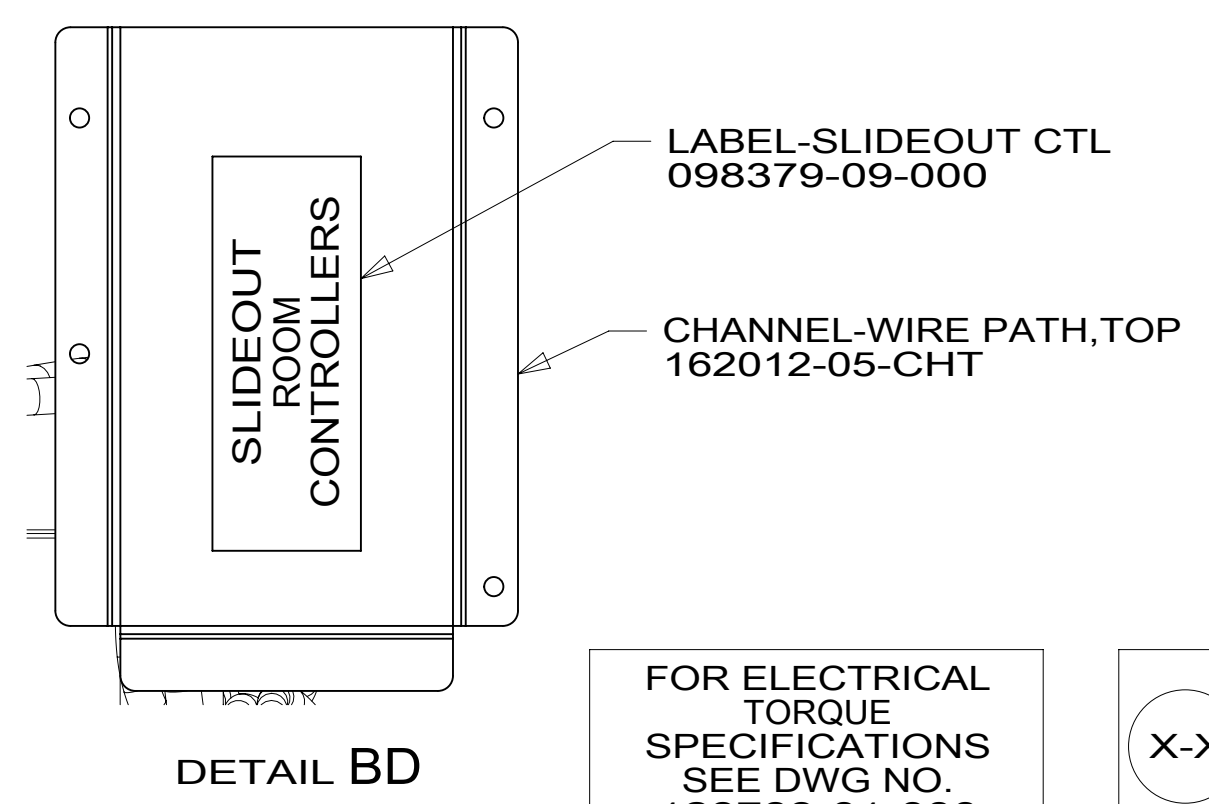 LABEL-SLIDEOUT CTL
098379-09-000
SLIDEOUT
ROOM
CONTROLLERS
CHANNEL-WIRE PATH,TOP
162012-05-CHT
FOR ELECTRICAL
TORQUE
SPECIFICATIONS
SEE DWG NO.
DETAIL BD